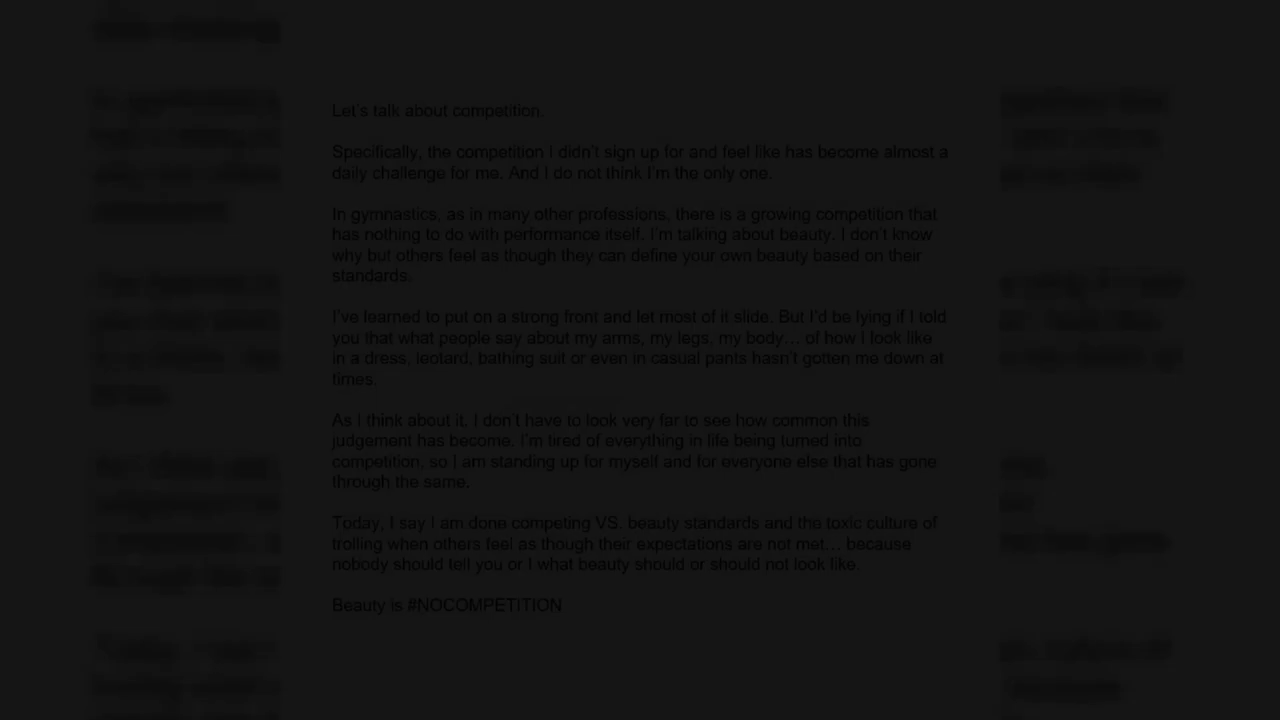 Let's talk about competition.
Specifically, the competition I didn't sign up for and feel like has become almost a
daily challenge for me. And I do not think I'm the only one.
In gymnastics, as in many other professions, there is a growing competition that
has nothing to do with performance itself. I'm talking about beauty. I don't know
why but others feel as though they can define your own beauty based on their
standards.
I've learned to put on a strong front and let most of it slide. But I'd be lying if I told
you that what people say about my arms, my legs, my body… of how I look like
in a dress, leotard, bathing suit or even in casual pants hasn't gotten me down at
times.
As I think about it, I don't have to look very far to see how common this
judgement has become. I'm tired of everything in life being turned into
competition, so I am standing up for myself and for everyone else that has gone
through the same.
Today, I say I am done competing VS. beauty standards and the toxic culture of
trolling when others feel as though their expectations are not met… because
nobody should tell you or I what beauty should or should not look like.
Beauty is #NOCOMPETITION